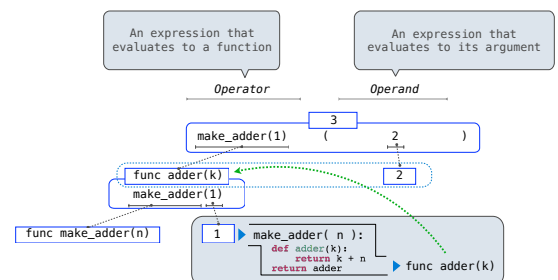 An expression that
evaluates to a function
An expression that
evaluates to its argument
Operator
Operand
3
make_adder(1) ( 2 )
func adder(k)
2
make_adder(1)
func make_adder(n)
1
make_adder( n ):
def adder(k):
return k + n
return adder
func adder(k)